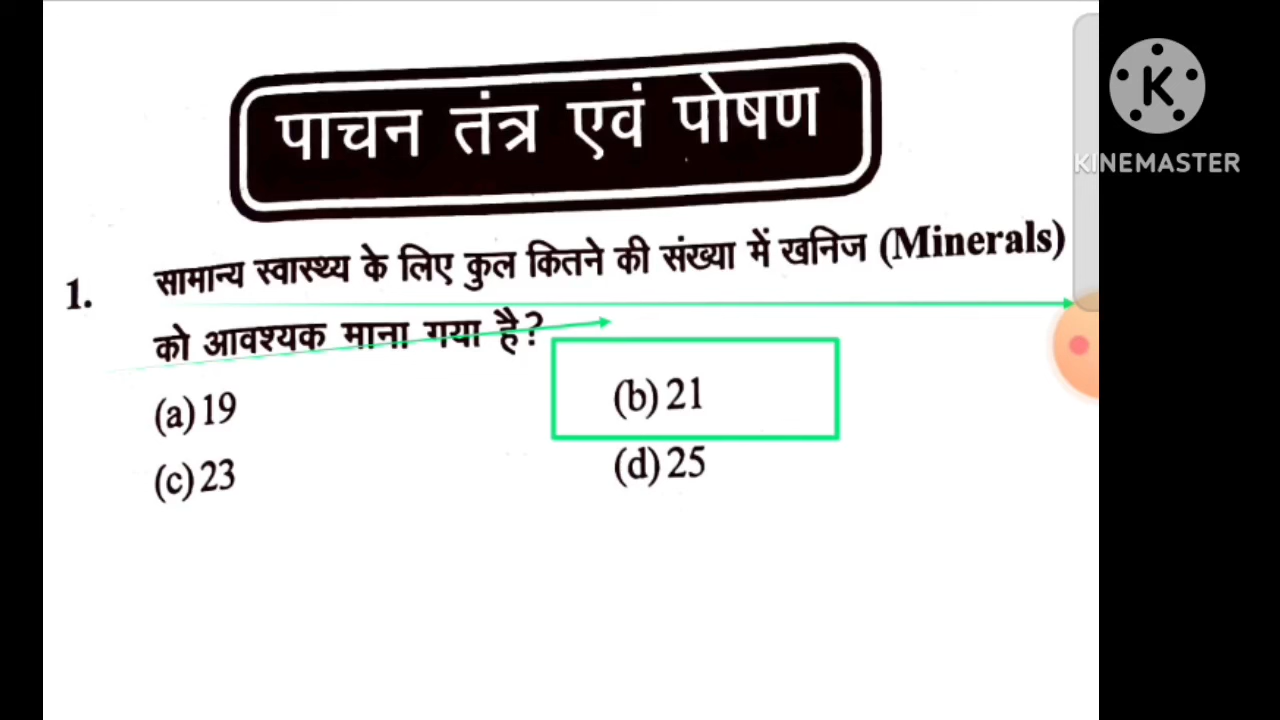 पाचन तंत्र एवं पोषण
K
KINEMASTER
1. सामान्य स्वास्थ्य के लिए कुल कितने की संख्या में खनिज (Minerals)
को आवश्यक माना गया है?
(a) 19 (b) 21
(c) 23 (d) 25